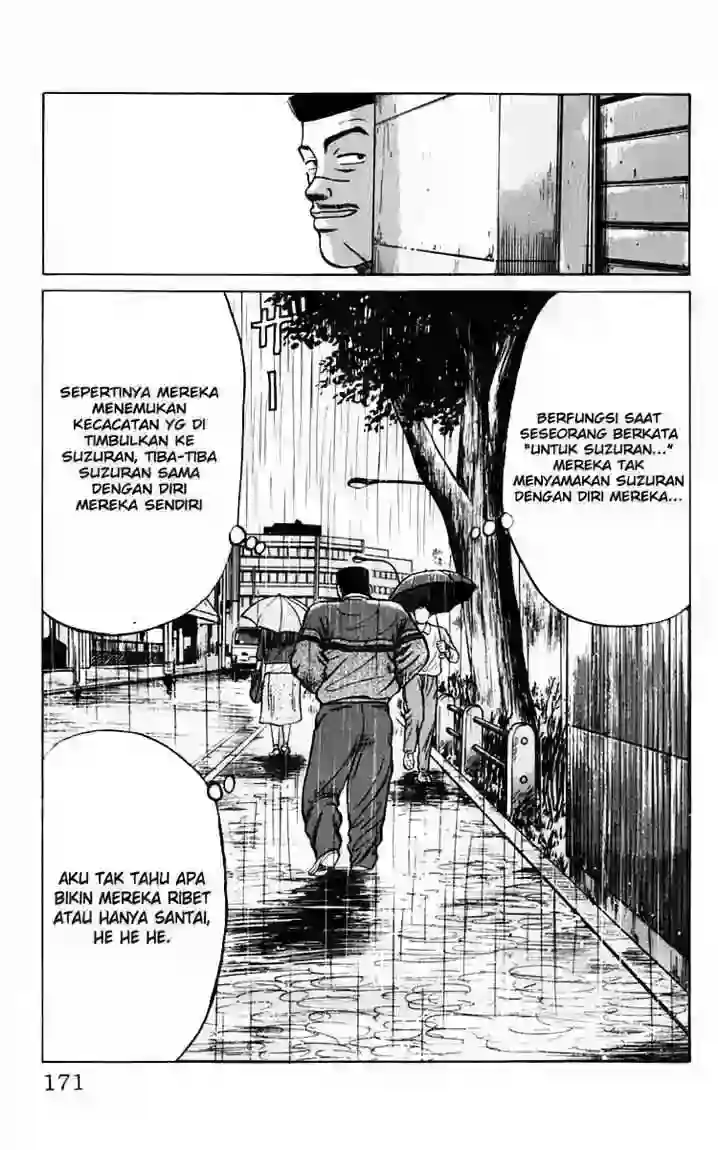 BERFUNGSI SAAT
SESEORANG BERKATA
"UNTUK SUZURAN..."
MEREKA TAK
MENYAMAKAN SUZURAN
DENGAN DIRI MEREKA...
SEPERTINYA MEREKA
MENEMUKAN
KECACATAN YG DI
TIMBULKAN KE
SUZURAN, TIBA-TIBA
SUZURAN SAMA
DENGAN DIRI
MEREKA SENDIRI
AKU TAK TAHU APA
BIKIN MEREKA RIBET
ATAU HANYA SANTAI,
HE HE HE.
171